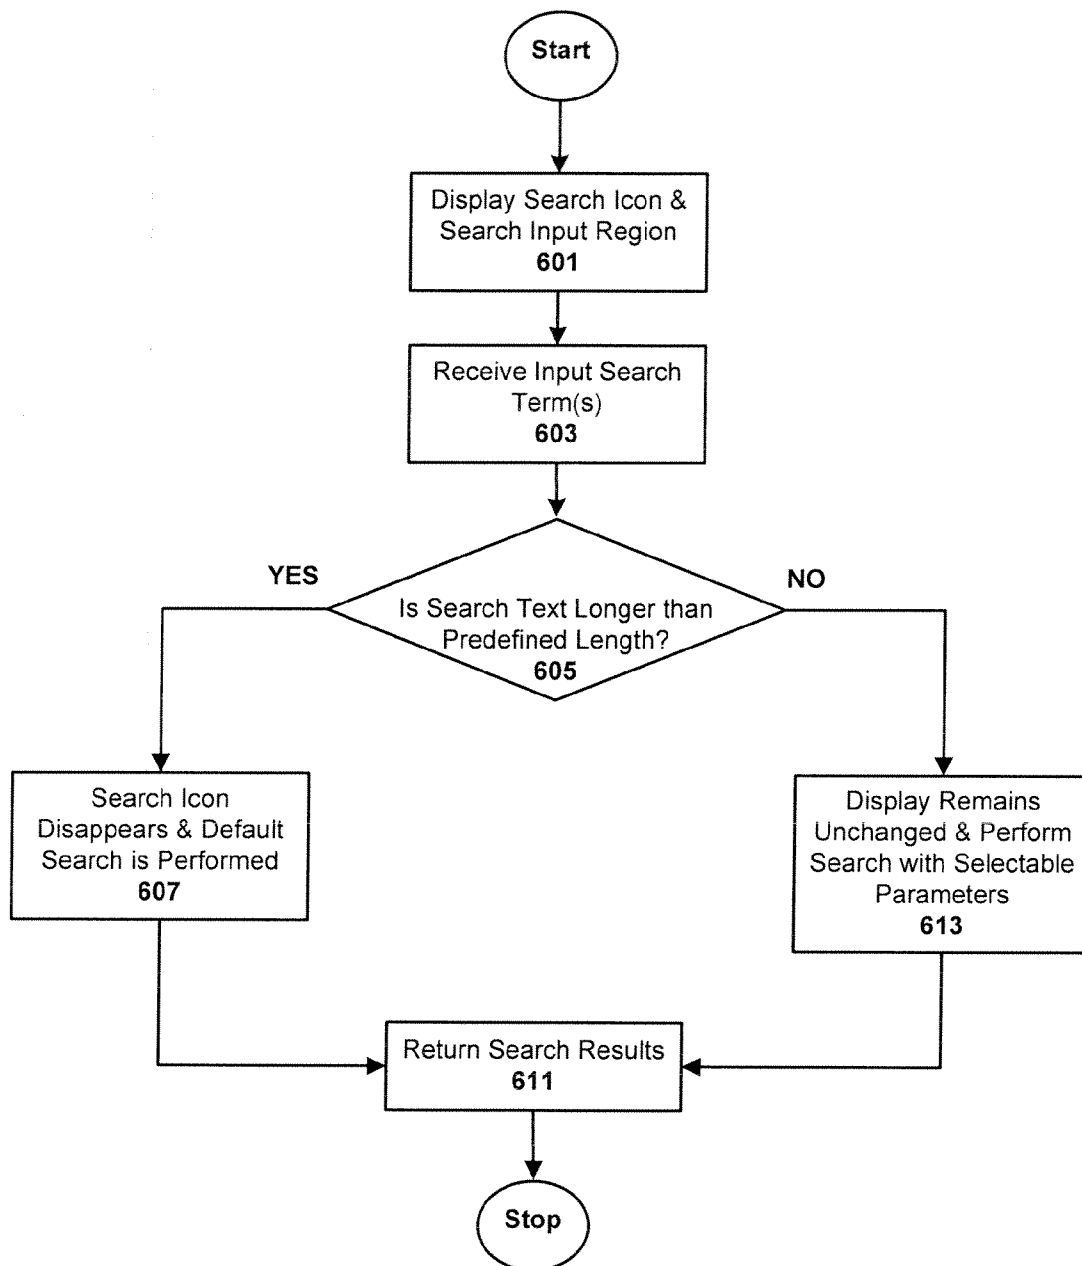 Start
Display Search Icon &
Search Input Region
601
Receive Input Search
Term(s)
603
YES
NO
Is Search Text Longer than
Predefined Length?
605
Search Icon
Disappears & Default
Search is Performed
607
Display Remains
Unchanged & Perform
Search with Selectable
Parameters
613
Return Search Results
611
Stop